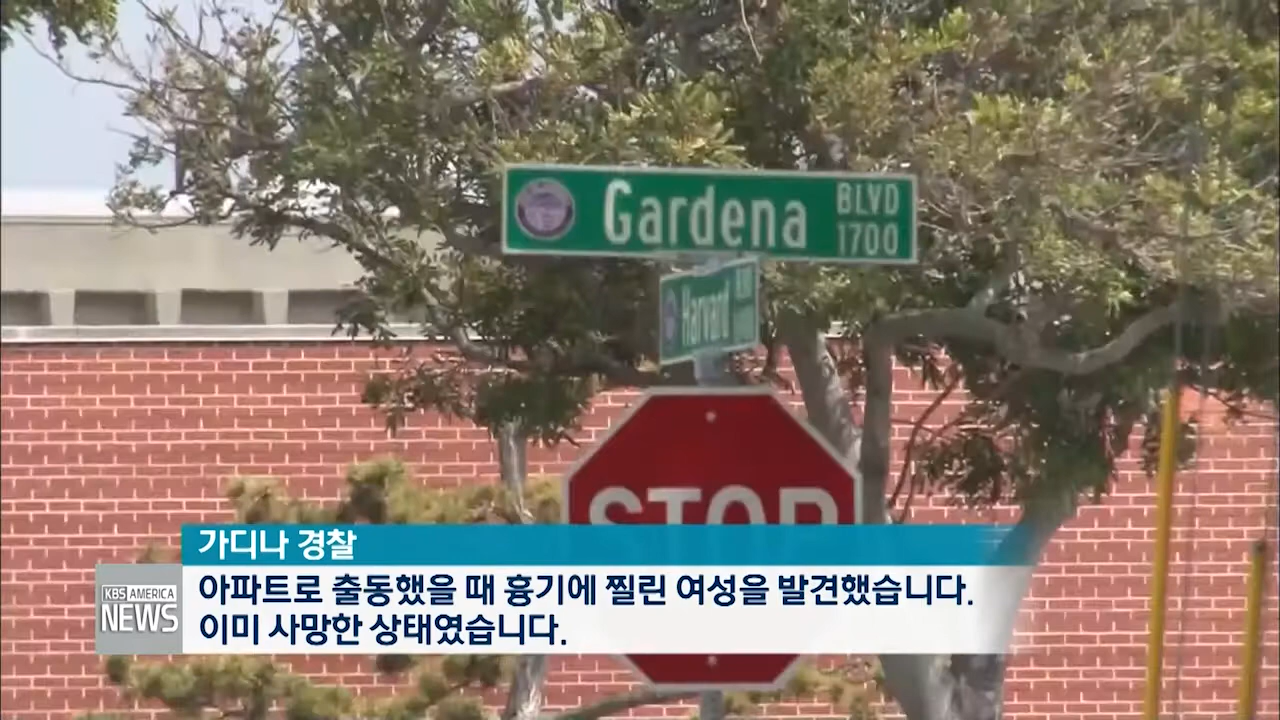 Gardena BLVD
1700
Harvard
STOP
가디나 경찰
KBS AMERICA
NEWS
아파트로 출동했을 때 흉기에 찔린 여성을 발견했습니다.
이미 사망한 상태였습니다.